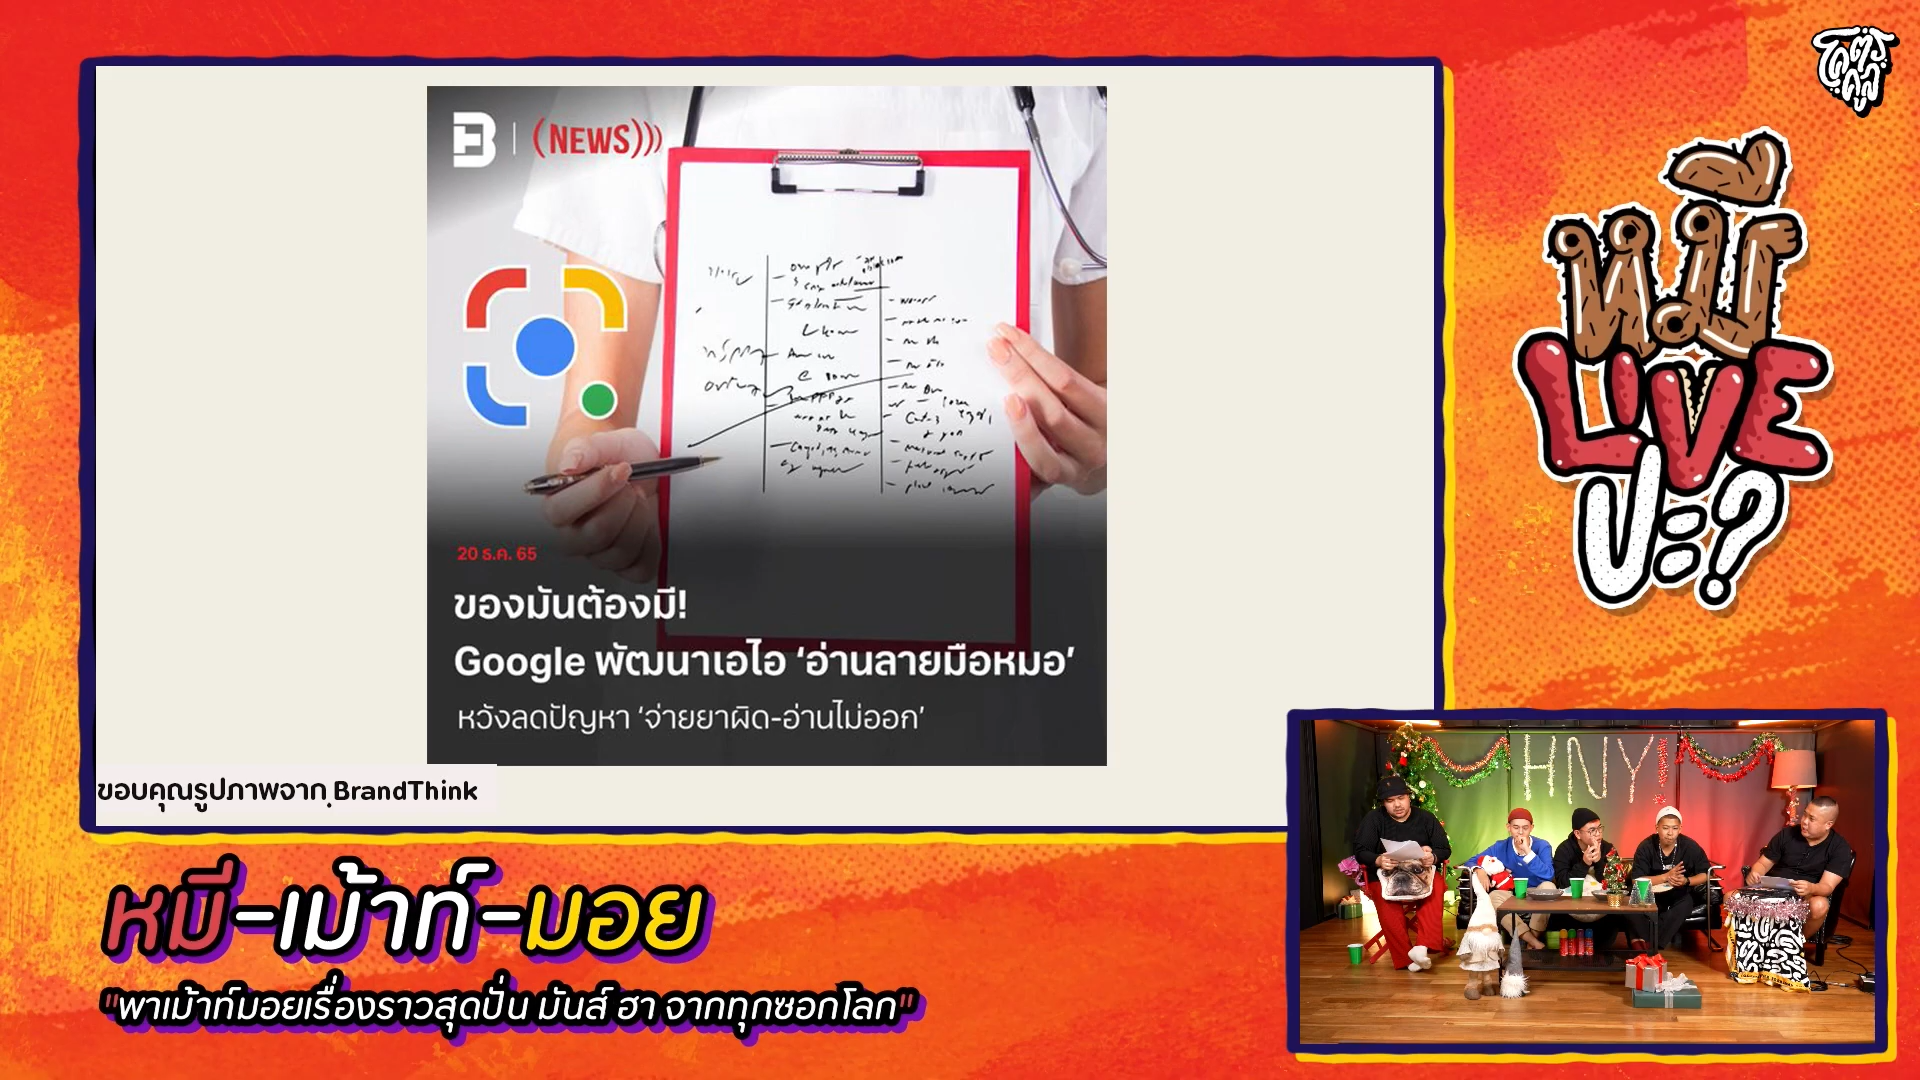 โคตรคูล
B | (NEWS)))
20 ธ.ค. 65
ของมันต้องมี!
Google พัฒนาเอไอ ‘อ่านลายมือหมอ’
หวังลดปัญหา ‘จ่ายยาผิด-อ่านไม่ออก’
ขอบคุณรูปภาพจาก BrandThink
หมี
LIVE
ปะ?
HNY!
หมี-เม้าท์-มอย
"พาเม้าท์มอยเรื่องราวสุดปั่น มันส์ ฮา จากทุกซอกโลก"